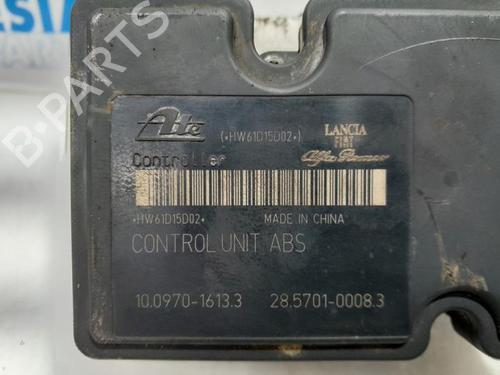 Ate
(•HW61D15D02•)
LANCIA
FIAT
Alfa Romeo
Controller
•HW61D15D02•
MADE IN CHINA
CONTROL UNIT ABS
10.0970-1613.3
28.5701-0008.3
B-PARTS